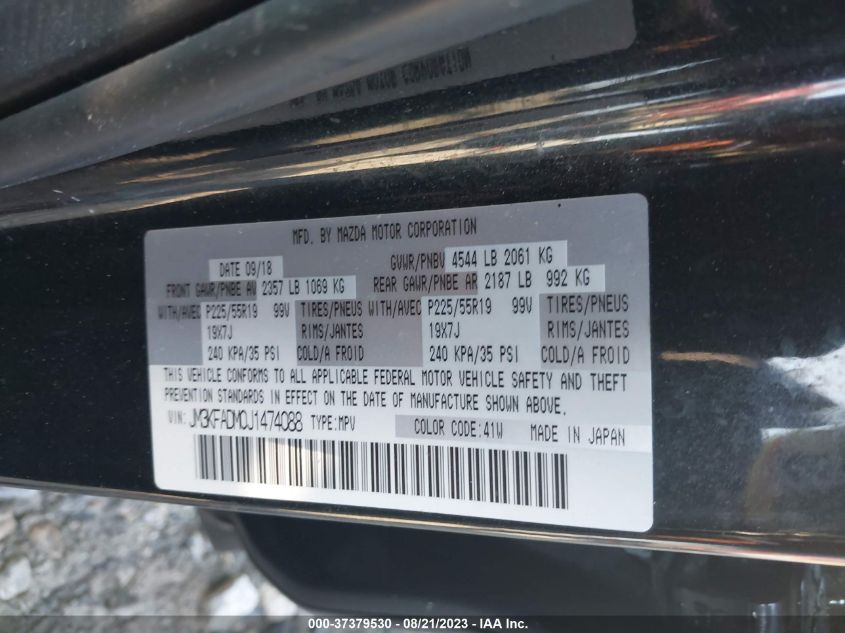 MFD. BY MAZDA MOTOR CORPORATION
DATE 09/18 GVWR/PNBV 4544 LB 2061 KG
FRONT GAWR/PNBE AV 2357 LB 1069 KG REAR GAWR/PNBE AR 2187 LB 992 KG
WITH/AVEC P225/55R19 99V TIRES/PNEUS WITH/AVEC P225/55R19 99V TIRES/PNEUS
19X7J RIMS/JANTES 19X7J RIMS/JANTES
240 KPA/35 PSI COLD/A FROID 240 KPA/35 PSI COLD/A FROID
THIS VEHICLE CONFORMS TO ALL APPLICABLE FEDERAL MOTOR VEHICLE SAFETY AND THEFT
PREVENTION STANDARDS IN EFFECT ON THE DATE OF MANUFACTURE SHOWN ABOVE.
VIN: JM3KFADM0J1474088 TYPE:MPV COLOR CODE:41W MADE IN JAPAN
000-37379530 - 08/21/2023 - IAA Inc.